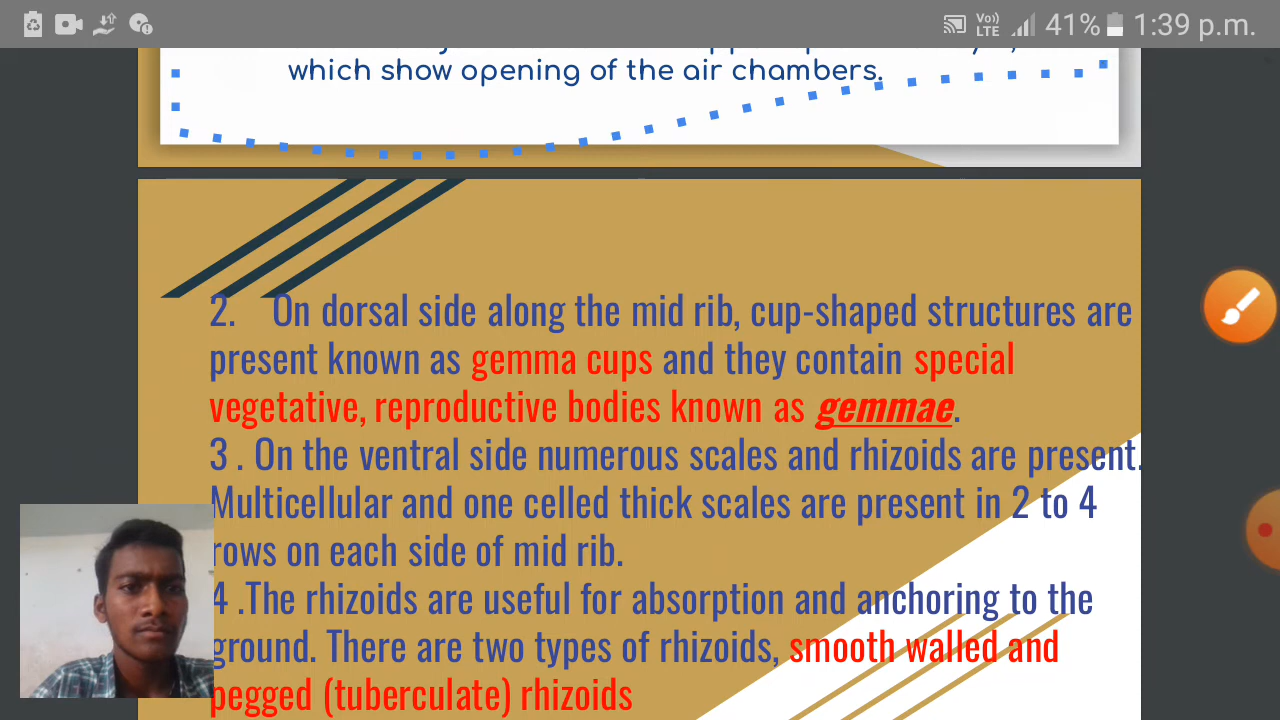 Vo)
LTE
41%
1:39 p.m.
which show opening of the air chambers.
2. On dorsal side along the mid rib, cup-shaped structures are
present known as gemma cups and they contain special
vegetative, reproductive bodies known as gemmae.
3 . On the ventral side numerous scales and rhizoids are present.
Multicellular and one celled thick scales are present in 2 to 4
rows on each side of mid rib.
4 .The rhizoids are useful for absorption and anchoring to the
ground. There are two types of rhizoids, smooth walled and
pegged (tuberculate) rhizoids